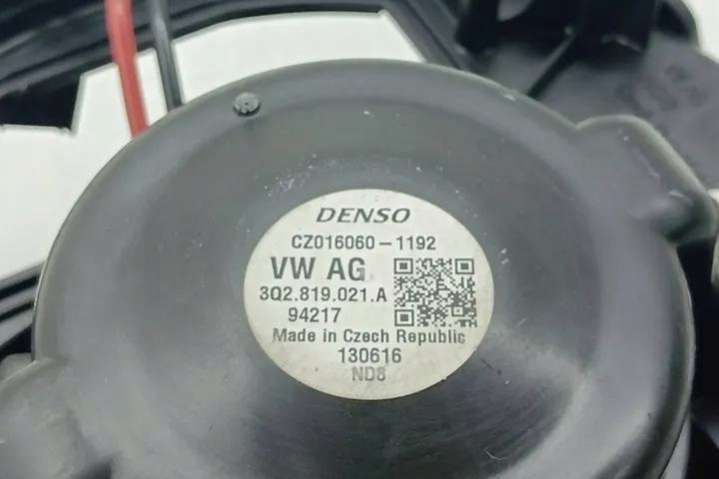 DENSO
CZ016060-1192
VW AG
3Q2.819.021.A
94217
Made in Czech Republic
130616
ND8